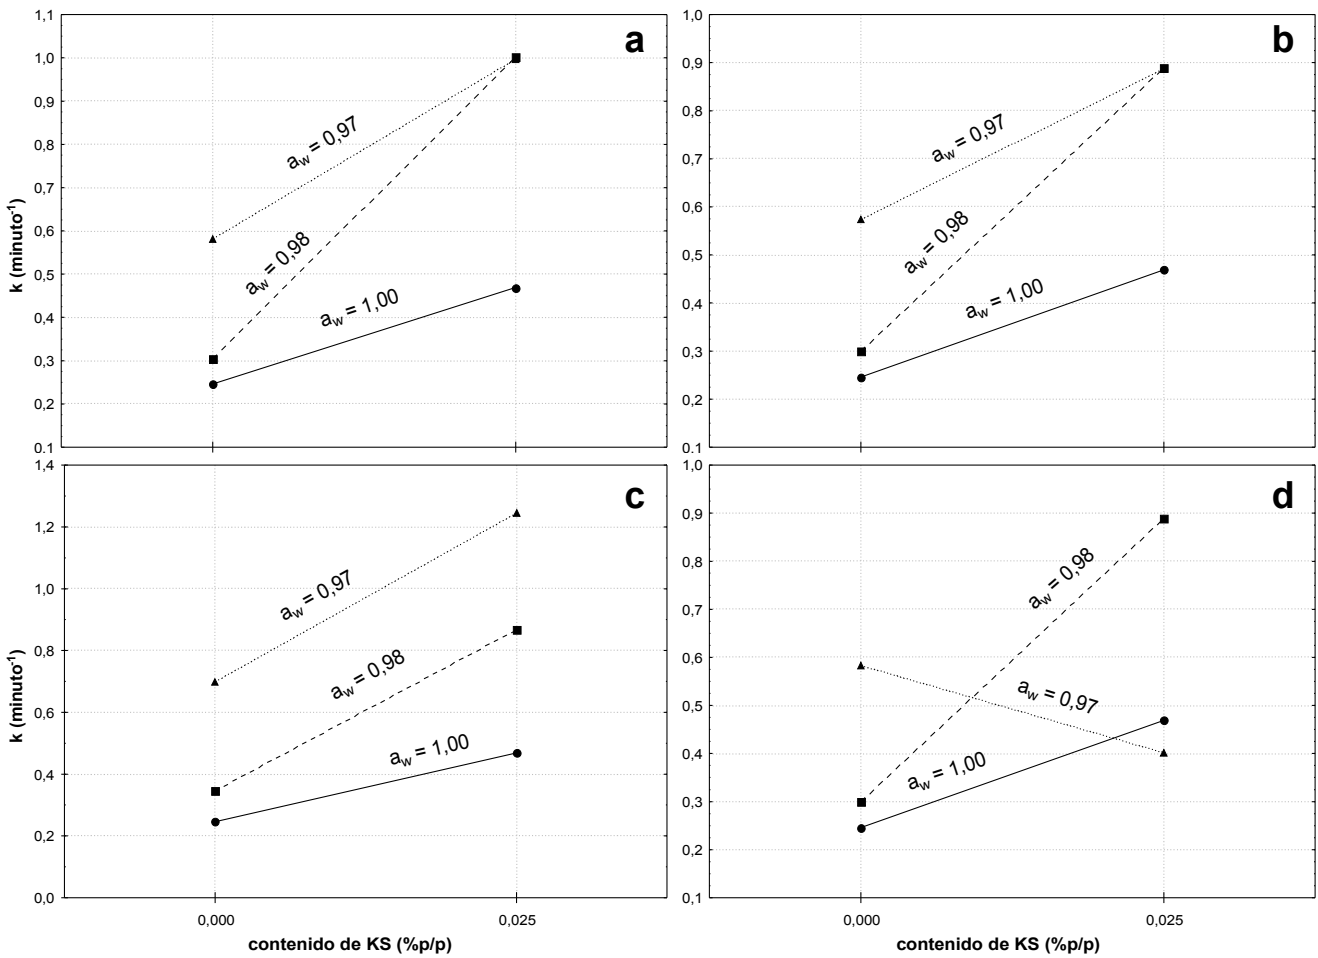 a
1,1
1,0
0,9
0,8
0,7
0,6
0,5
0,4
0,3
0,2
0.1
k (minuto-1)
aw = 0,97
aw = 0,98
aw = 1,00
b
1,0
0,9
0,8
0,7
0,6
0,5
0,4
0,3
0,2
0.1
aw = 0,97
aw = 0,98
aw = 1,00
c
1,4
1,2
1,0
0,8
0,6
0,4
0,2
0,0
k (minuto-1)
aw = 0,97
aw = 0,98
aw = 1,00
0,000
0,025
contenido de KS (%p/p)
d
1,0
0,9
0,8
0,7
0,6
0,5
0,4
0,3
0,2
0,1
aw = 0,98
aw = 0,97
aw = 1,00
0,000
0,025
contenido de KS (%p/p)